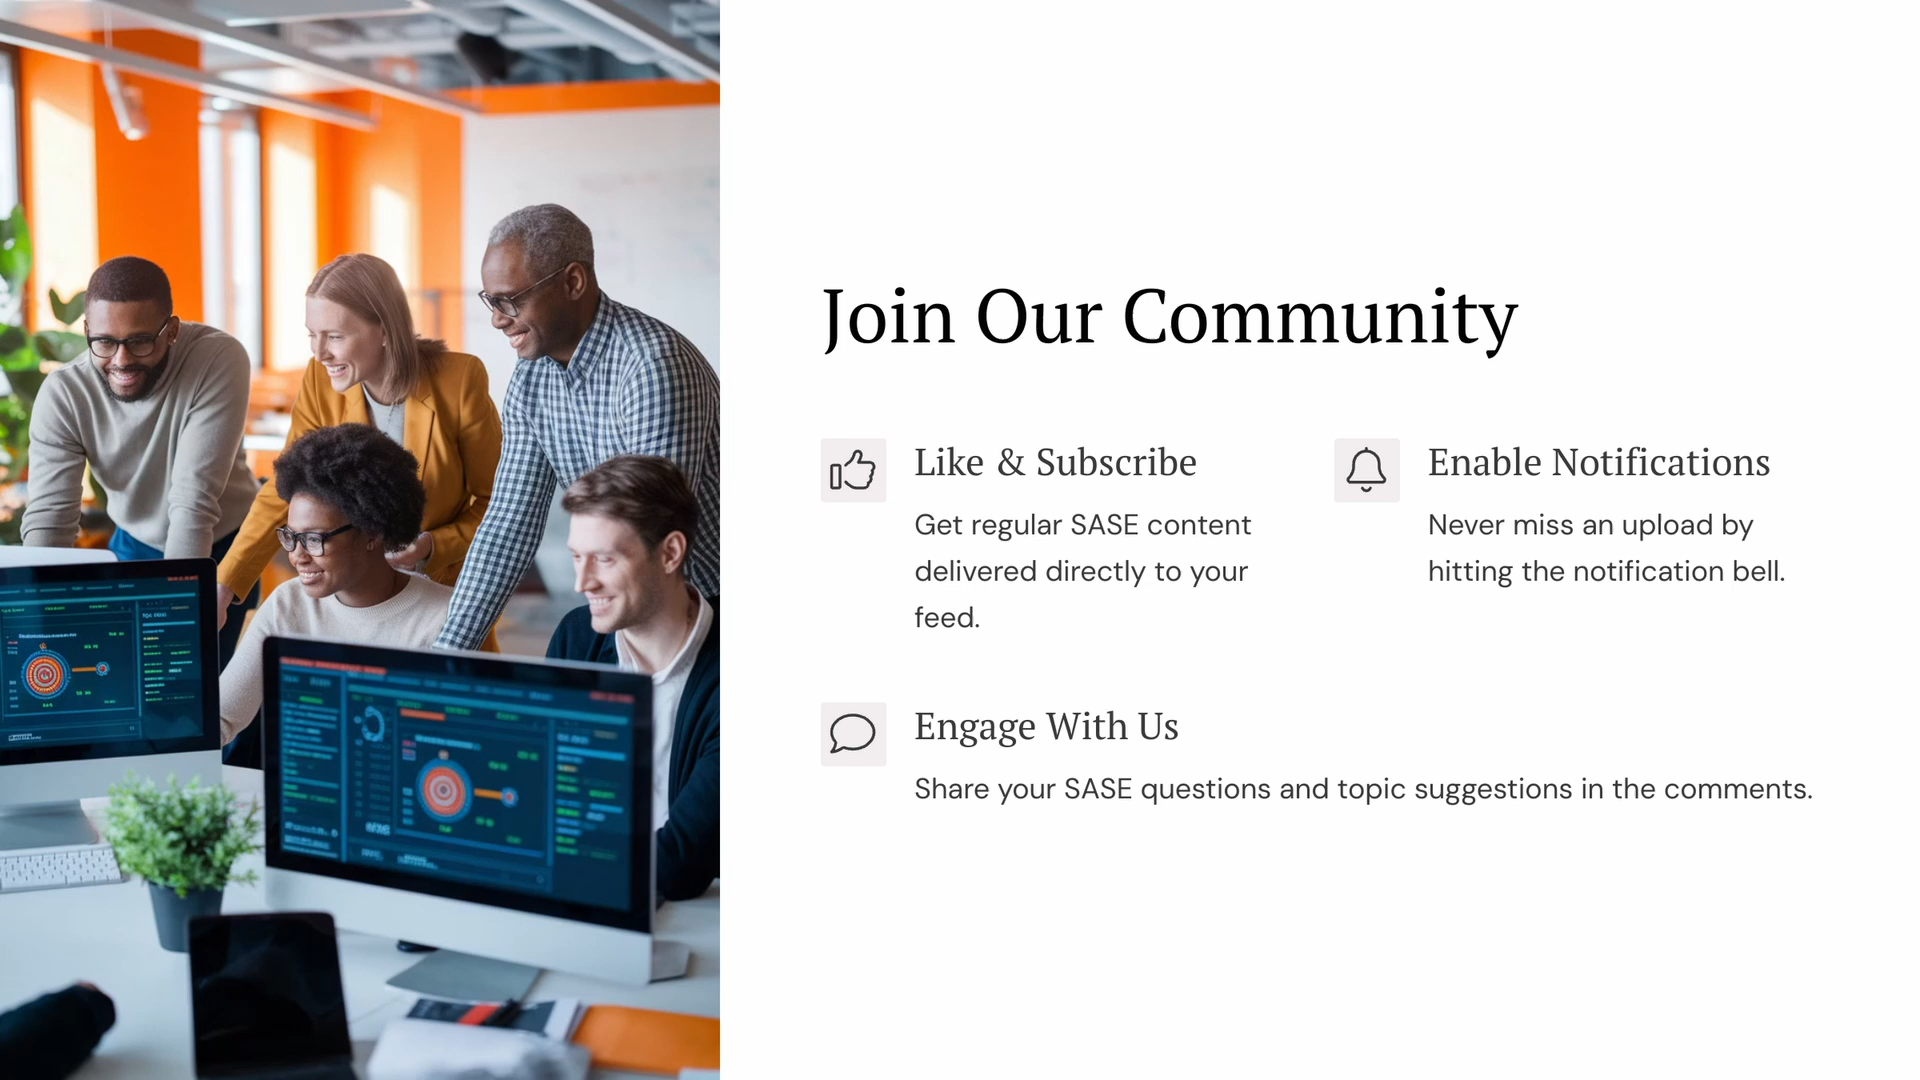 Join Our Community
Like & Subscribe
Get regular SASE content
delivered directly to your
feed.
Enable Notifications
Never miss an upload by
hitting the notification bell.
Engage With Us
Share your SASE questions and topic suggestions in the comments.